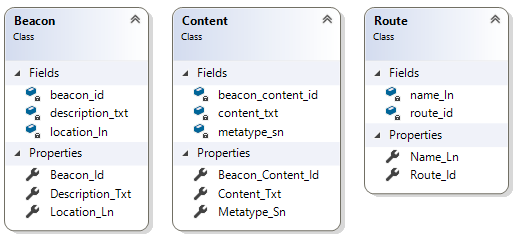 Beacon
Class
Fields
beacon_id
description_txt
location_ln
Properties
Beacon_Id
Description_Txt
Location_Ln
Content
Class
Fields
beacon_content_id
content_txt
metatype_sn
Properties
Beacon_Content_Id
Content_Txt
Metatype_Sn
Route
Class
Fields
name_ln
route_id
Properties
Name_Ln
Route_Id